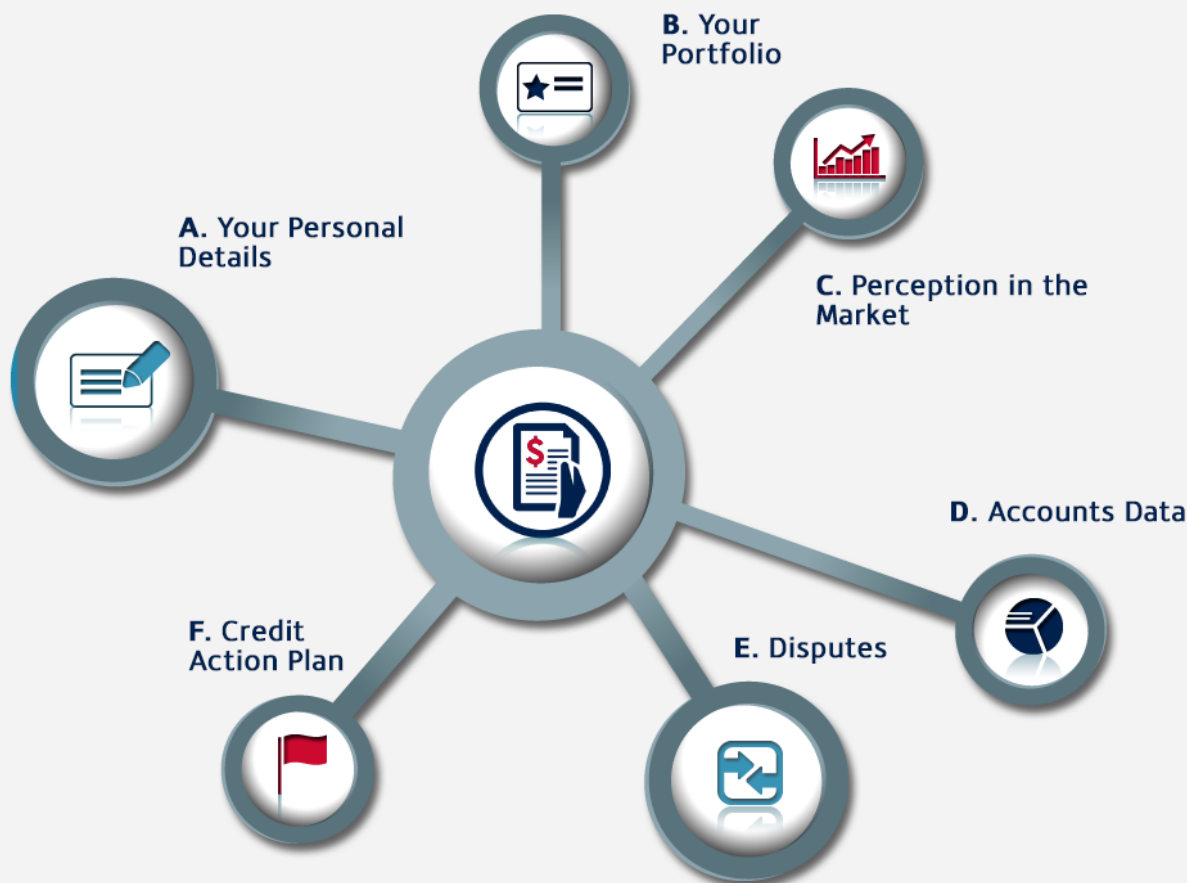 A. Your Personal
Details
B. Your
Portfolio
C. Perception in the
Market
D. Accounts Data
E. Disputes
F. Credit
Action Plan
$